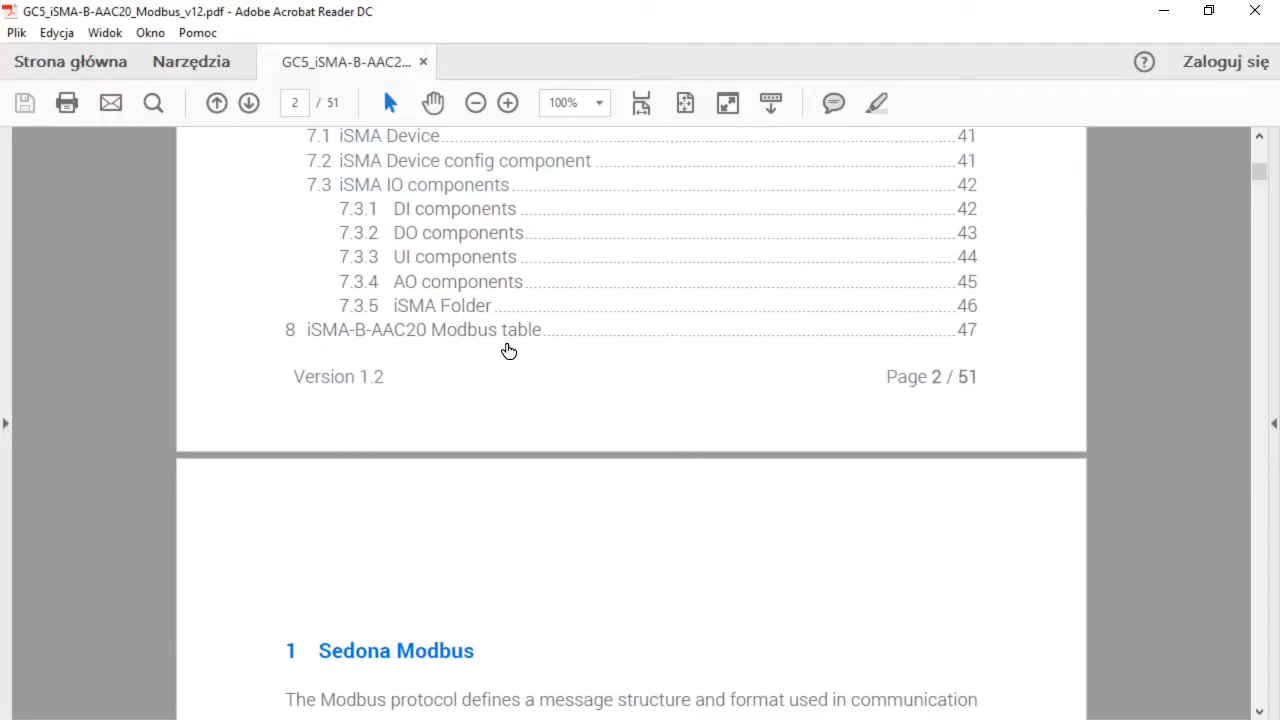 GC5_iSMA-B-AAC20_Modbus_v12.pdf - Adobe Acrobat Reader DC
Plik Edycja Widok Okno Pomoc
Strona główna Narzędzia GC5_iSMA-B-AAC2... × ? Zaloguj się
2 / 51 100%
7.1 iSMA Device 41
7.2 iSMA Device config component 41
7.3 iSMA IO components 42
7.3.1 DI components 42
7.3.2 DO components 43
7.3.3 UI components 44
7.3.4 AO components 45
7.3.5 iSMA Folder 46
8 iSMA-B-AAC20 Modbus table 47
Version 1.2 Page 2 / 51
1 Sedona Modbus
The Modbus protocol defines a message structure and format used in communication